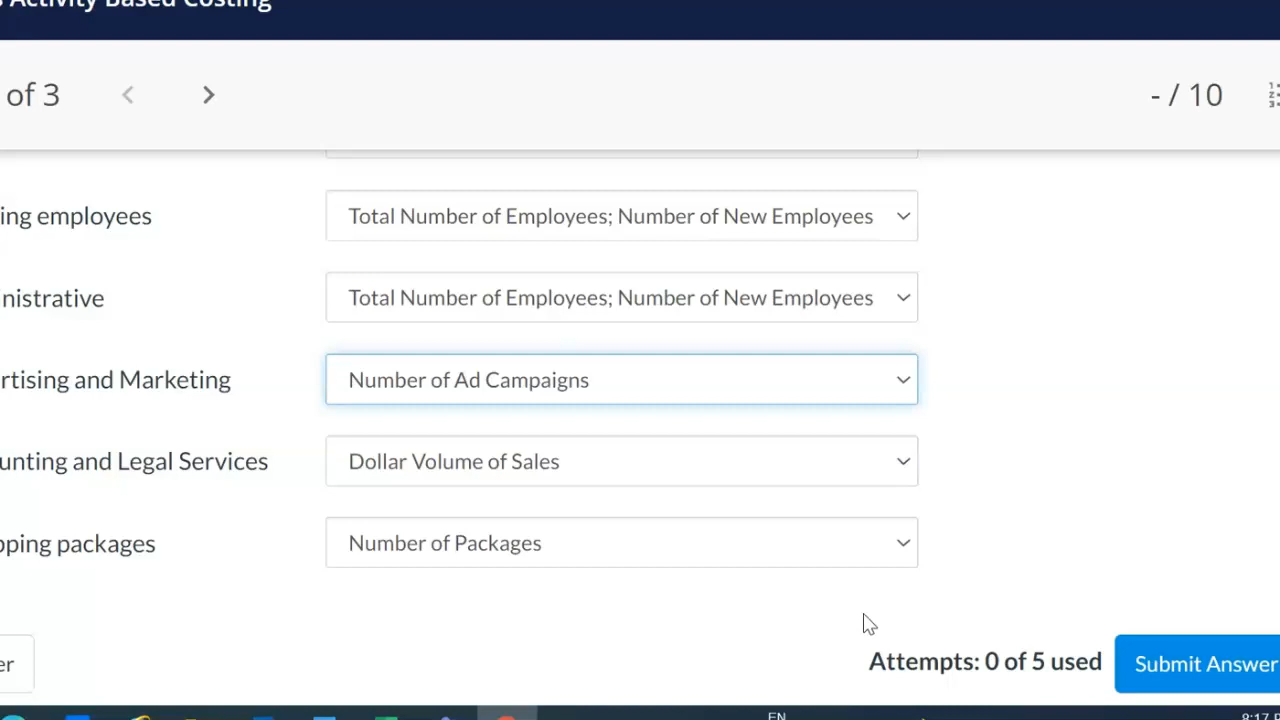 Activity Based Costing
of 3
- / 10
ing employees Total Number of Employees; Number of New Employees
nistrative Total Number of Employees; Number of New Employees
rtising and Marketing Number of Ad Campaigns
unting and Legal Services Dollar Volume of Sales
pping packages Number of Packages
Attempts: 0 of 5 used
er
Submit Answer
EN
8:17 P